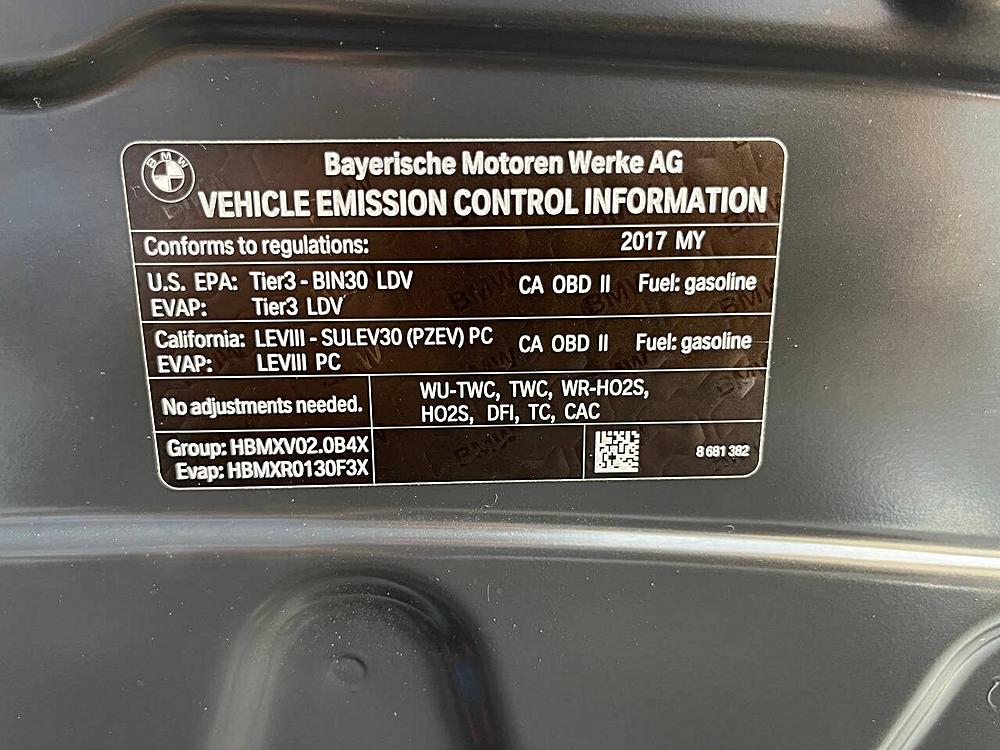 BMW
Bayerische Motoren Werke AG
VEHICLE EMISSION CONTROL INFORMATION
Conforms to regulations: 2017 MY
U.S. EPA: Tier3 - BIN30 LDV CA OBD II Fuel: gasoline
EVAP: Tier3 LDV
California: LEVIII - SULEV30 (PZEV) PC CA OBD II Fuel: gasoline
EVAP: LEVIII PC
No adjustments needed.
WU-TWC, TWC, WR-HO2S,
HO2S, DFI, TC, CAC
Group: HBMXV02.0B4X
Evap: HBMXR0130F3X
8 681 382